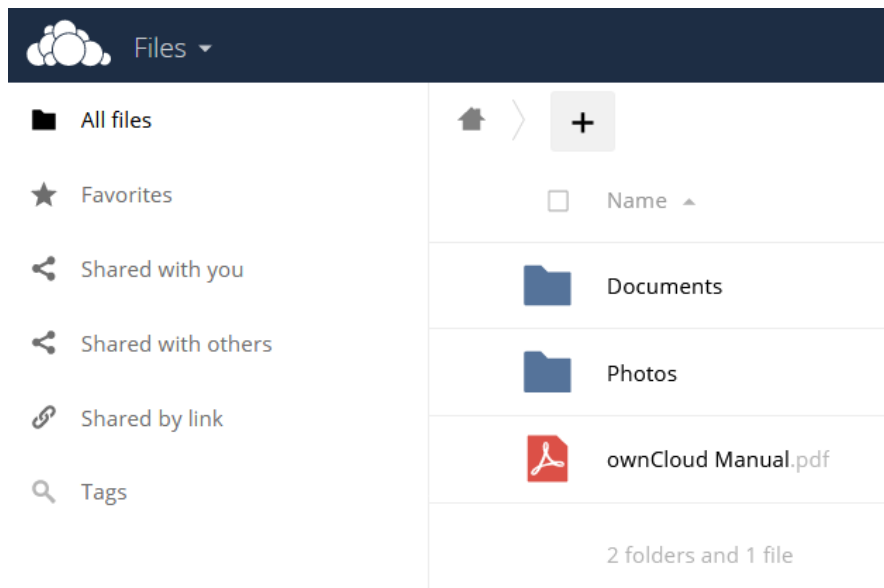 Files
All files
Favorites
Shared with you
Shared with others
Shared by link
Tags
Name
Documents
Photos
ownCloud Manual.pdf
2 folders and 1 file